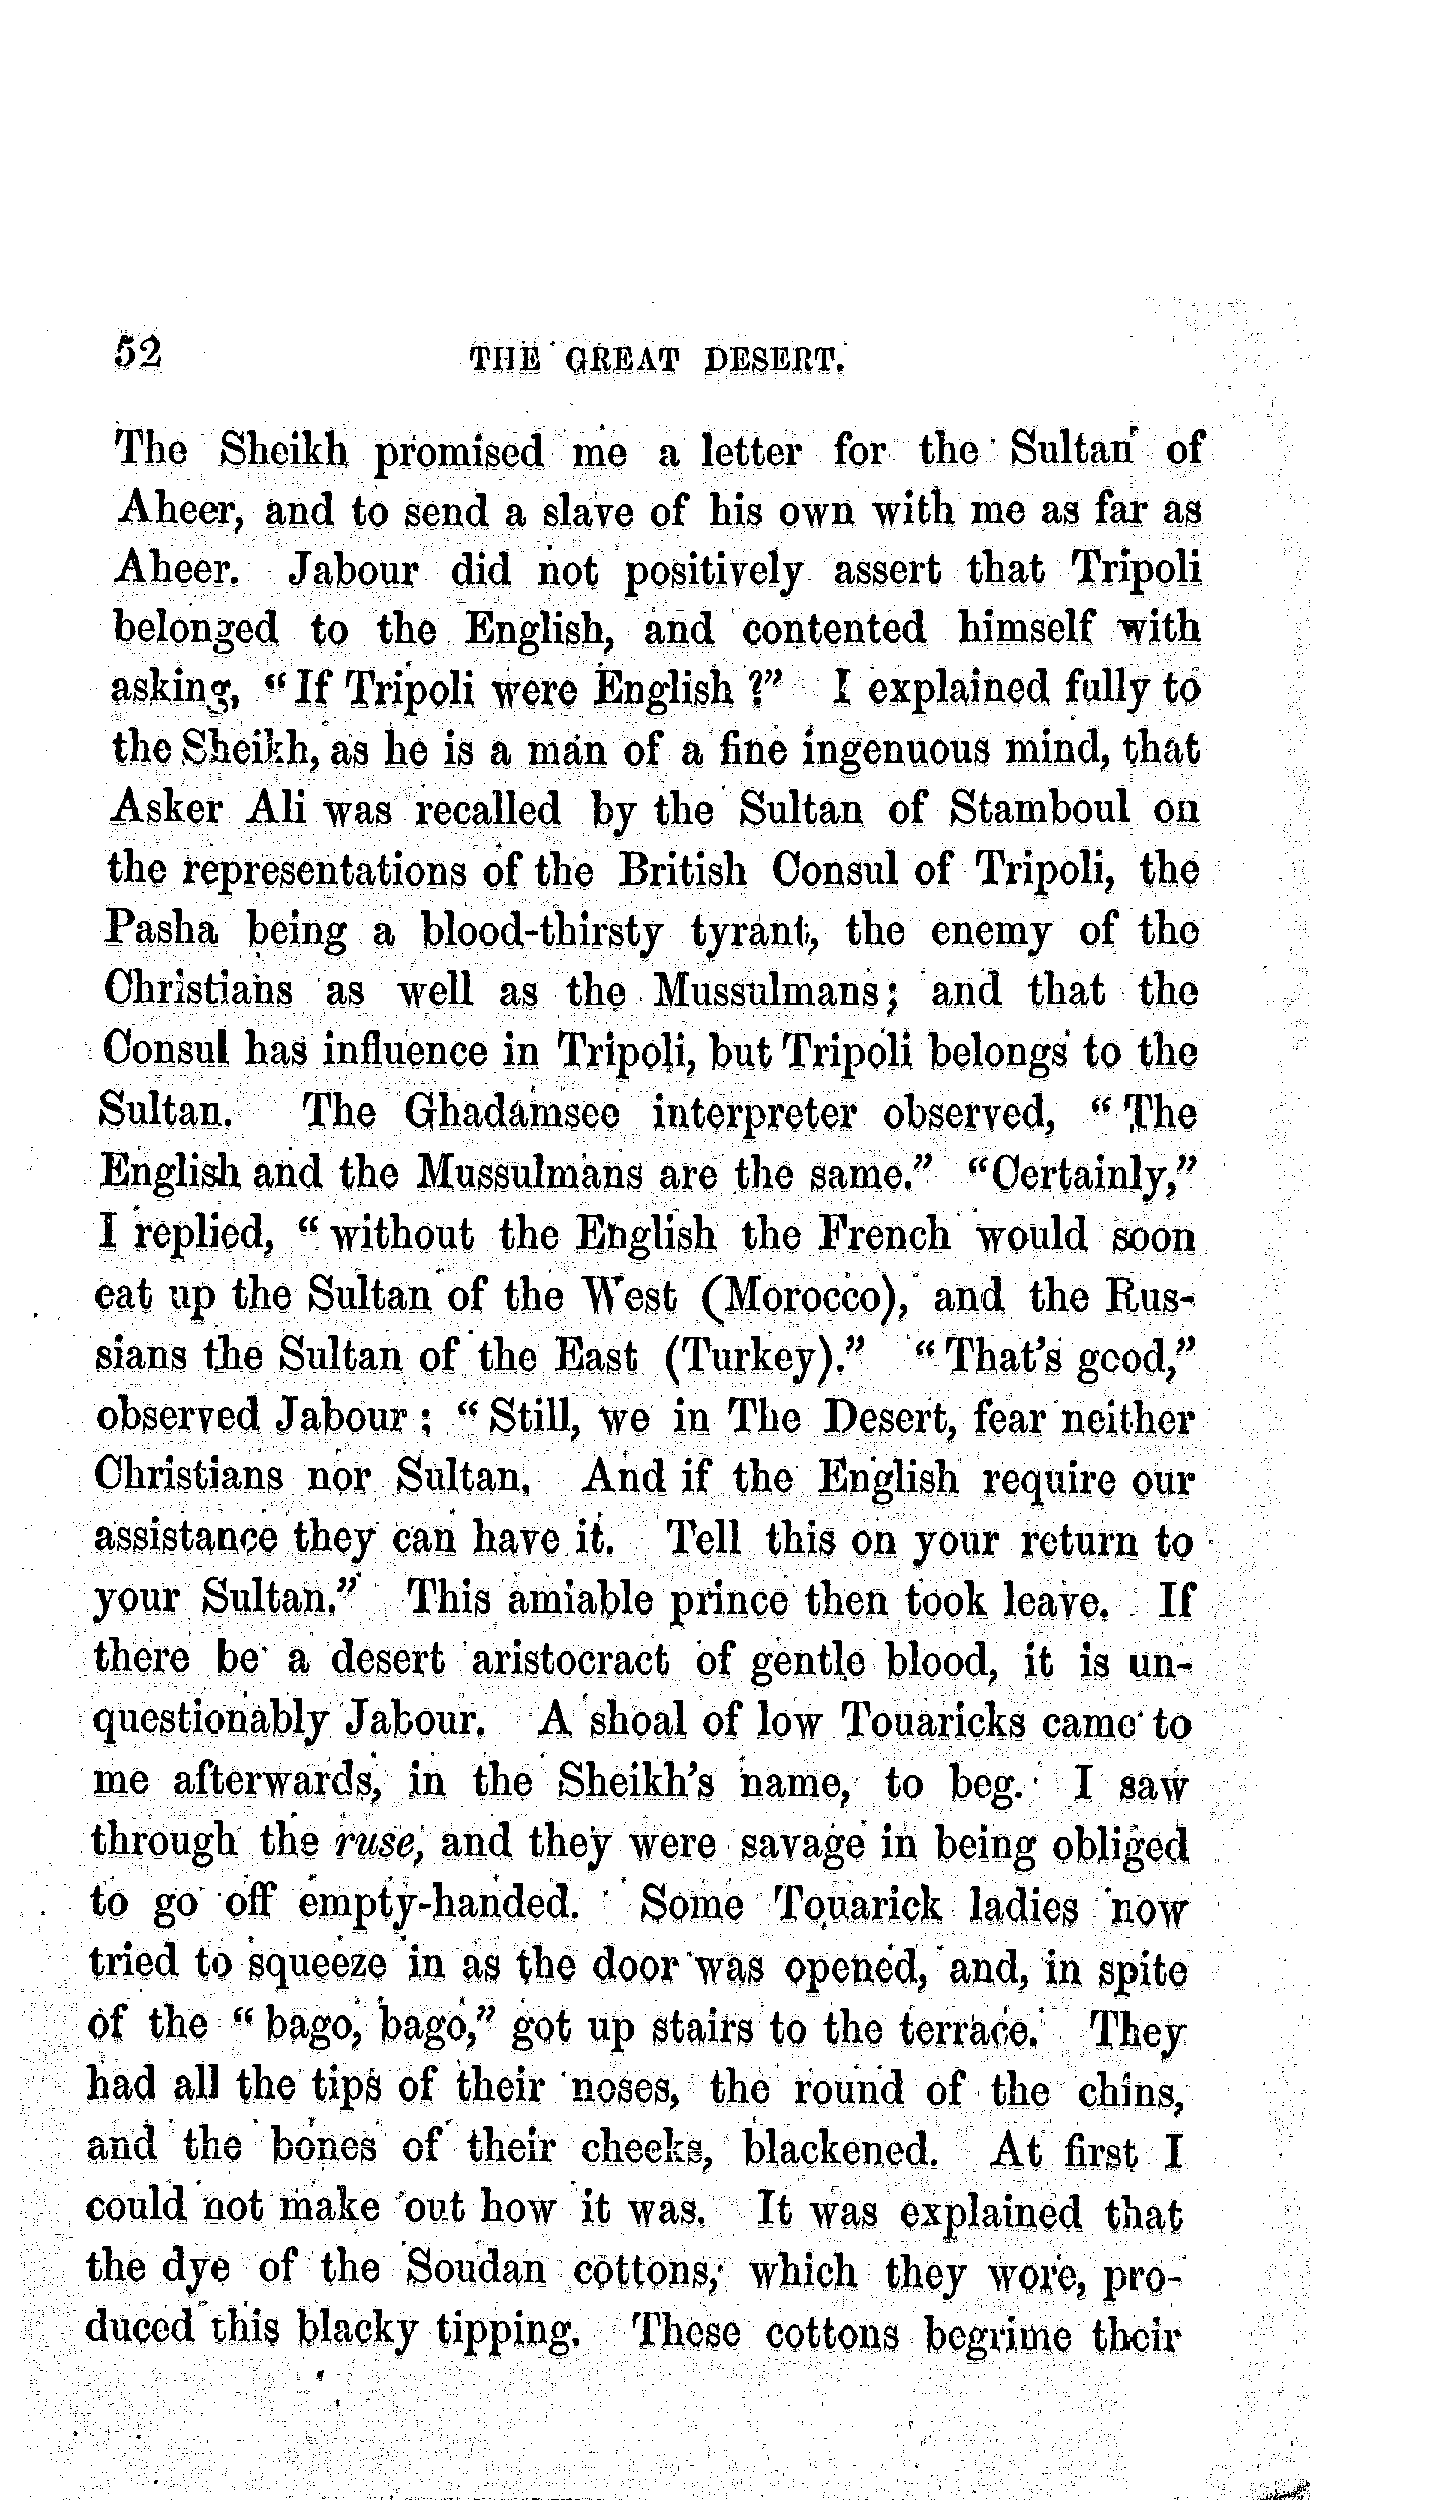 52 THE GREAT DESERT.
The Sheikh promised me a letter for the Sultan of
Aheer, and to send a slave of his own with me as far as
Aheer. Jabour did not positively assert that Tripoli
belonged to the English, and contented himself with
asking, "If Tripoli were English?" I explained fully to
the Sheikh, as he is a man of a fine ingenuous mind, that
Asker Ali was recalled by the Sultan of Stamboul on
the representations of the British Consul of Tripoli, the
Pasha being a blood-thirsty tyrant, the enemy of the
Christians as well as the Mussulmans; and that the
Consul has influence in Tripoli, but Tripoli belongs to the
Sultan. The Ghadamsee interpreter observed, "The
English and the Mussulmans are the same." "Certainly,"
I replied, "without the English the French would soon
eat up the Sultan of the West (Morocco), and the Rus-
sians the Sultan of the East (Turkey)." "That's good,"
observed Jabour: "Still, we in The Desert, fear neither
Christians nor Sultan. And if the English require our
assistance they can have it. Tell this on your return to
your Sultan." This amiable prince then took leave. If
there be a desert aristocract of gentle blood, it is un-
questionably Jabour. A shoal of low Touaricks came to
me afterwards, in the Sheikh's name, to beg. I saw
through the ruse, and they were savage in being obliged
to go off empty-handed. Some Touarick ladies now
tried to squeeze in as the door was opened, and, in spite
of the "bago, bago," got up stairs to the terrace. They
had all the tips of their noses, the round of the chins,
and the bones of their cheeks, blackened. At first I
could not make out how it was. It was explained that
the dye of the Soudan cottons, which they wore, pro-
duced this blacky tipping. These cottons begrime their